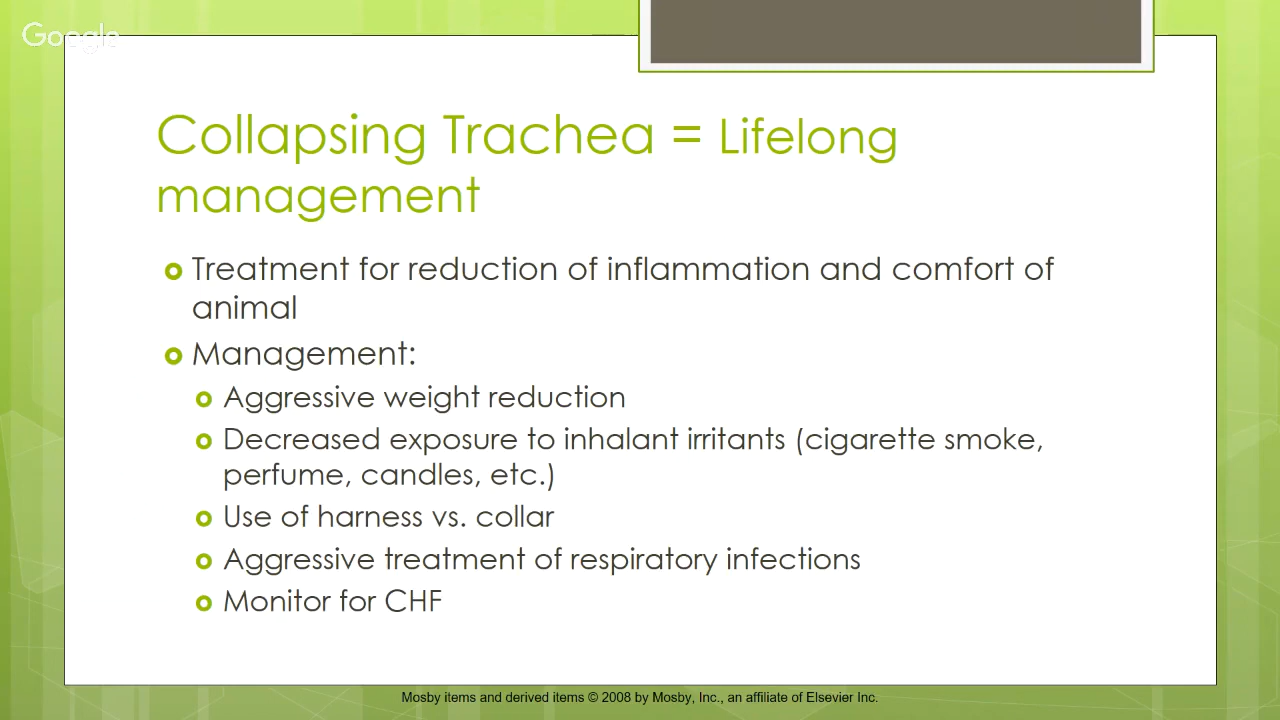 Google
Collapsing Trachea = Lifelong
management
Treatment for reduction of inflammation and comfort of
animal
Management:
Aggressive weight reduction
Decreased exposure to inhalant irritants (cigarette smoke,
perfume, candles, etc.)
Use of harness vs. collar
Aggressive treatment of respiratory infections
Monitor for CHF
Mosby items and derived items © 2008 by Mosby, Inc., an affiliate of Elsevier Inc.